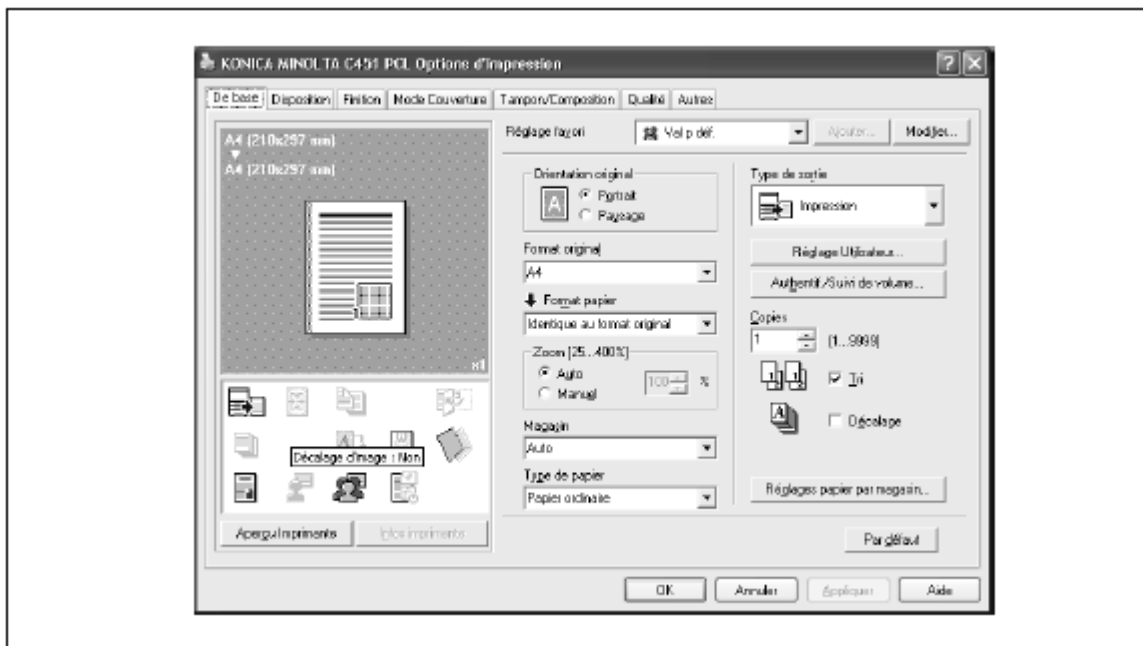 KONICA MINOLTA C451 PCL Options d'impression
De base Disposition Finition Mode Couverture Tampon/Composition Qualité Autres
A4 (210x297 mm)
A4 (210x297 mm)
x1
Décalage d'image : Non
Aperçu Imprimante
Infos imprimante
Réglage favori
Val p déf.
Ajouter...
Modifier...
Orientation original
Portrait
Paysage
Format original
A4
Format papier
Identique au format original
Zoom [25...400%]
Auto
Manuel
100 %
Magasin
Auto
Type de papier
Papier ordinaire
Type de sortie
Impression
Réglage Utilisateur...
Authentif./Suivi de volume...
Copies
1
[1...9999]
Tri
Décalage
Réglages papier par magasin...
Par défaut
OK
Annuler
Appliquer
Aide